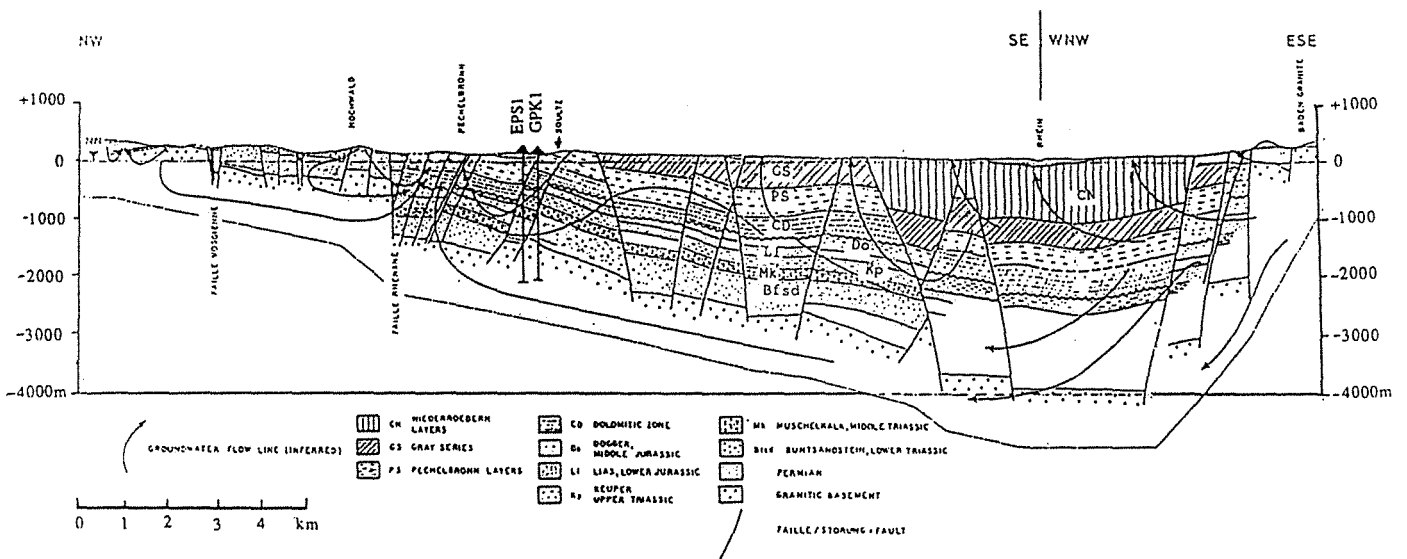 NW
SE
WNW
ESE
HOCHWALD
PECHELBRONN
EPS1
GPK1
SOULTZ
RHEIN
BADEN GRANITE
+1000
0
-1000
-2000
-3000
-4000m
+1000
0
-1000
-2000
-3000
-4000m
NN
FAILLE VOSGIENNE
FAILLE RHENANE
GS
PS
CD
LI
Mk
Bfsd
Do
Kp
CN
GROUNDWATER FLOW LINE (INFERRED)
CN NIEDERROEDERN
LAYERS
GS GRAY SERIES
PS PECHELBRONN LAYERS
CD DOLOMITIC ZONE
Do DOGGER,
MIDDLE JURASSIC
LI LIAS, LOWER JURASSIC
Kp KEUPER
UPPER TRIASSIC
Mk MUSCHELKALK, MIDDLE TRIASSIC
Bfsd BUNTSANDSTEIN, LOWER TRIASSIC
PERMIAN
GRANITIC BASEMENT
FAILLE / STORUNG = FAULT
0 1 2 3 4 km